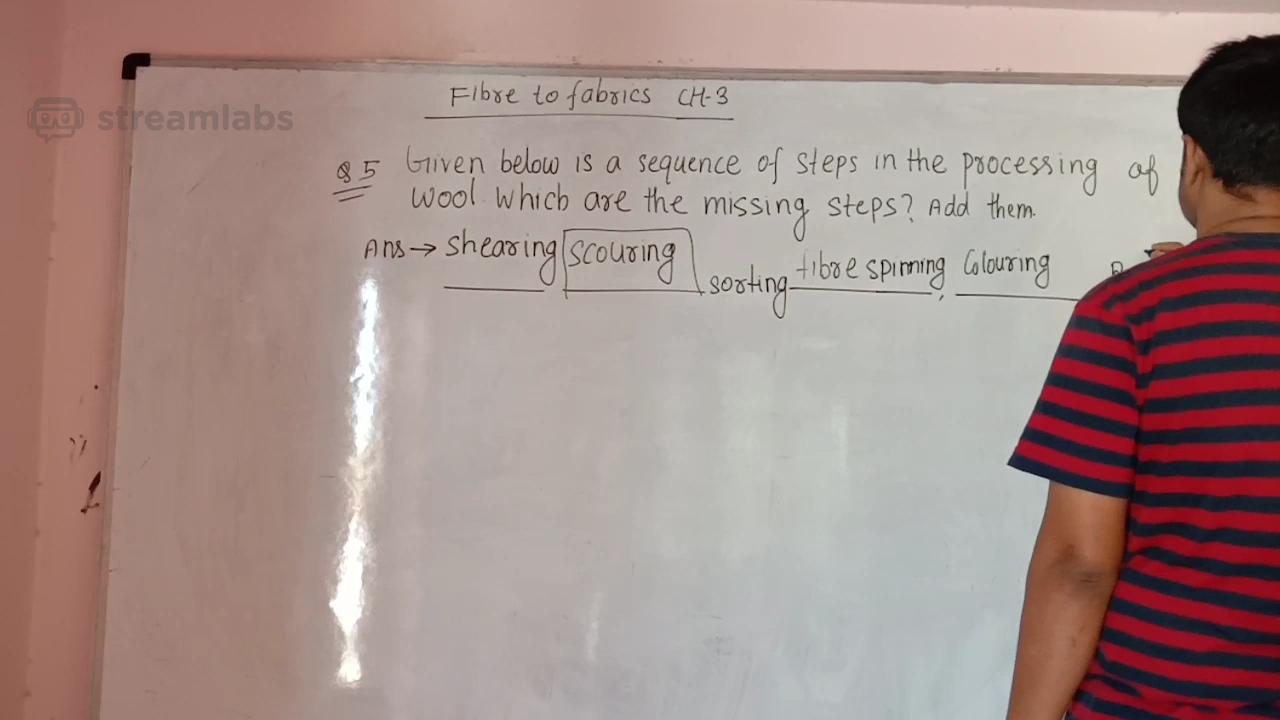 streamlabs
Fibre to fabrics CH-3
Q 5 Given below is a sequence of steps in the processing of
wool. Which are the missing steps? Add them.
Ans → shearing scouring sorting fibre spinning, Colouring